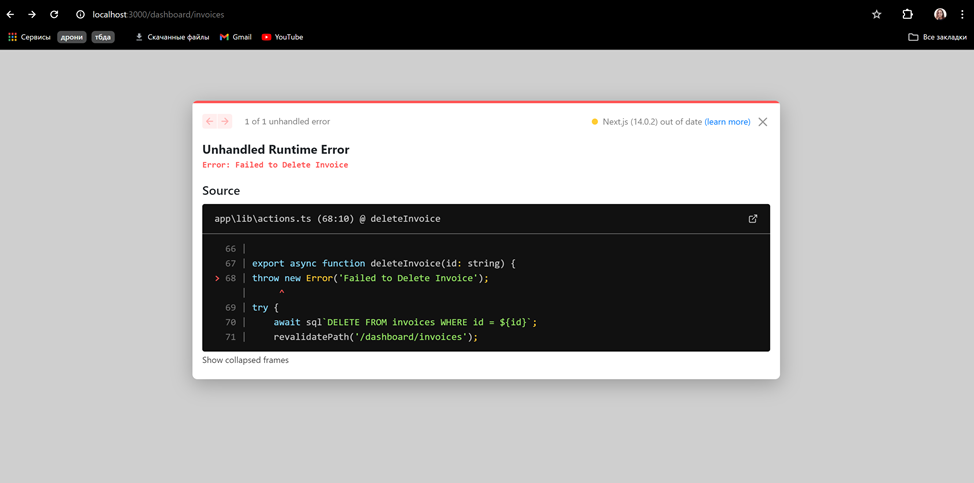 localhost:3000/dashboard/invoices
Сервисы дрони тбда Скачанные файлы Gmail YouTube Все закладки
1 of 1 unhandled error Next.js (14.0.2) out of date (learn more)
Unhandled Runtime Error
Error: Failed to Delete Invoice
Source
app\lib\actions.ts (68:10) @ deleteInvoice
66 |
67 | export async function deleteInvoice(id: string) {
> 68 | throw new Error('Failed to Delete Invoice');
| ^
69 | try {
70 | await sql`DELETE FROM invoices WHERE id = ${id}`;
71 | revalidatePath('/dashboard/invoices');
Show collapsed frames